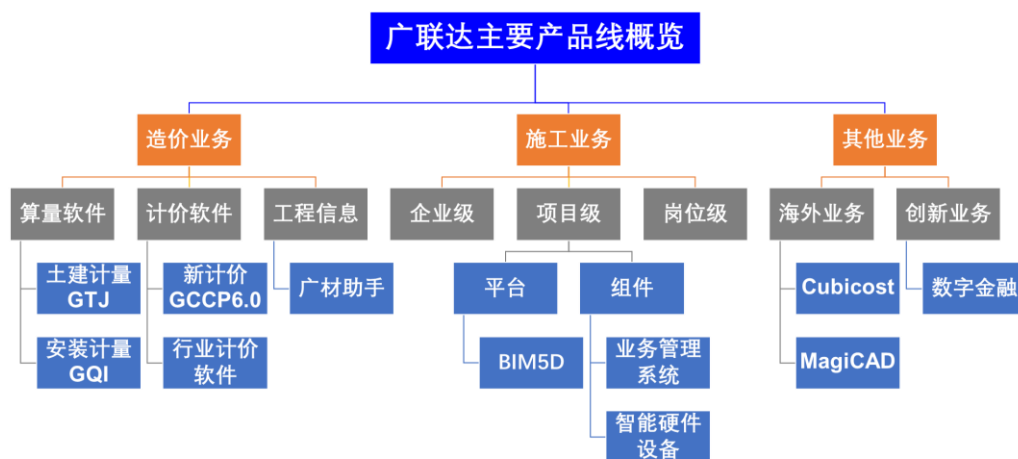 广联达主要产品线概览
造价业务
施工业务
其他业务
算量软件
计价软件
工程信息
企业级
项目级
岗位级
海外业务
创新业务
土建计量
GTJ
新计价
GCCP6.0
广材助手
平台
组件
Cubicost
数字金融
安装计量
GQI
行业计价
软件
BIM5D
业务管理
系统
MagiCAD
智能硬件
设备